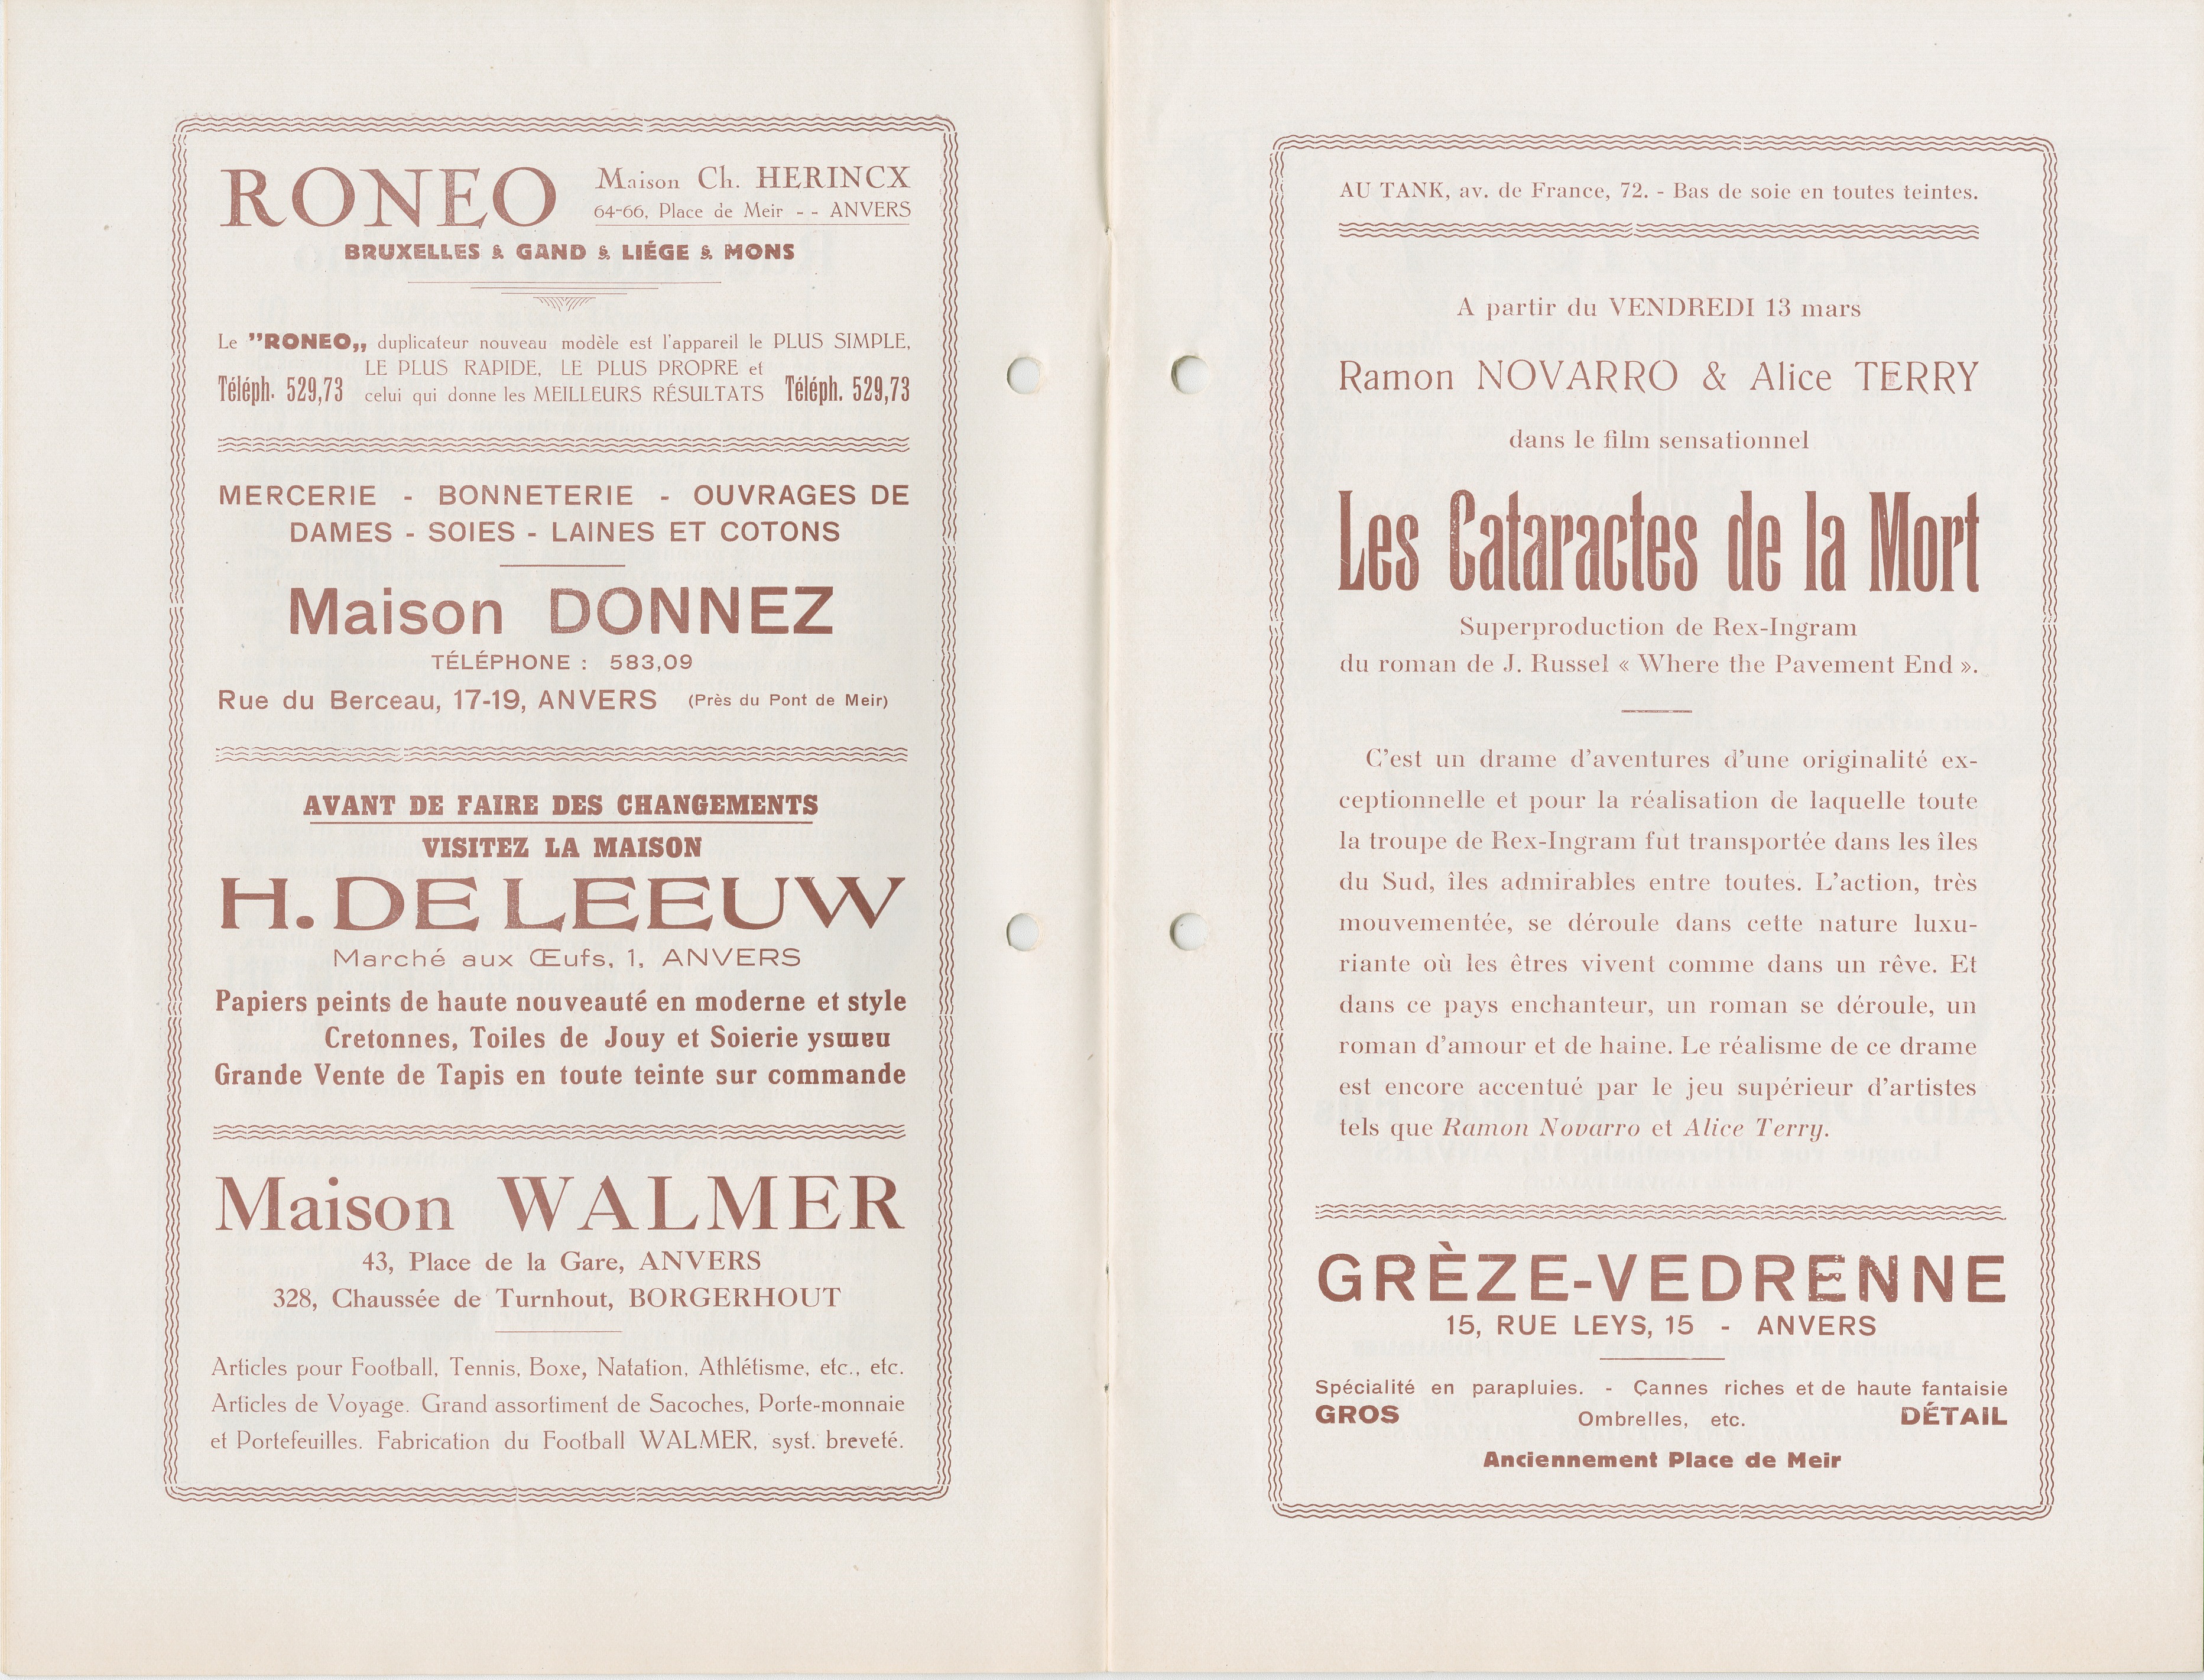 RONEO
Maison Ch. HERINCX
64-66, Place de Meir - - ANVERS
BRUXELLES & GAND & LIÉGE & MONS
Le "RONEO„ duplicateur nouveau modèle est l'appareil le PLUS SIMPLE,
LE PLUS RAPIDE, LE PLUS PROPRE et
Téléph. 529,73 celui qui donne les MEILLEURS RÉSULTATS Téléph. 529,73
MERCERIE - BONNETERIE - OUVRAGES DE
DAMES - SOIES - LAINES ET COTONS
Maison DONNEZ
TÉLÉPHONE : 583,09
Rue du Berceau, 17-19, ANVERS (Près du Pont de Meir)
AVANT DE FAIRE DES CHANGEMENTS
VISITEZ LA MAISON
H. DE LEEUW
Marché aux Œufs, 1, ANVERS
Papiers peints de haute nouveauté en moderne et style
Cretonnes, Toiles de Jouy et Soierie
Grande Vente de Tapis en toute teinte sur commande
Maison WALMER
43, Place de la Gare, ANVERS
328, Chaussée de Turnhout, BORGERHOUT
Articles pour Football, Tennis, Boxe, Natation, Athlétisme, etc., etc.
Articles de Voyage. Grand assortiment de Sacoches, Porte-monnaie
et Portefeuilles. Fabrication du Football WALMER, syst. breveté.
AU TANK, av. de France, 72. - Bas de soie en toutes teintes.
A partir du VENDREDI 13 mars
Ramon NOVARRO & Alice TERRY
dans le film sensationnel
Les Cataractes de la Mort
Superproduction de Rex-Ingram
du roman de J. Russel « Where the Pavement End ».
C'est un drame d'aventures d'une originalité ex-
ceptionnelle et pour la réalisation de laquelle toute
la troupe de Rex-Ingram fut transportée dans les îles
du Sud, îles admirables entre toutes. L'action, très
mouvementée, se déroule dans cette nature luxu-
riante où les êtres vivent comme dans un rêve. Et
dans ce pays enchanteur, un roman se déroule, un
roman d'amour et de haine. Le réalisme de ce drame
est encore accentué par le jeu supérieur d'artistes
tels que Ramon Novarro et Alice Terry.
GRÈZE-VEDRENNE
15, RUE LEYS, 15 - ANVERS
Spécialité en parapluies. - Cannes riches et de haute fantaisie
GROS Ombrelles, etc. DÉTAIL
Anciennement Place de Meir